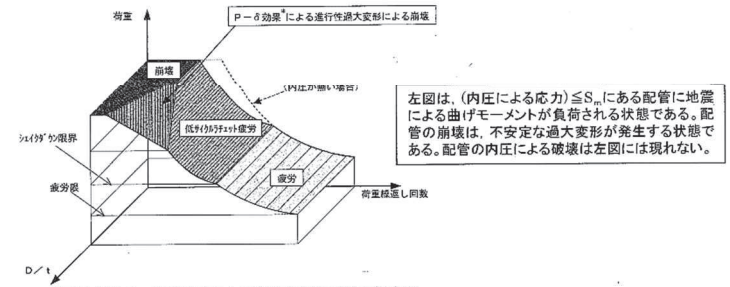 荷重
P－δ効果*による進行性過大変形による崩壊
崩壊
(内圧が無い場合)
低サイクルラチェット疲労
シェイクダウン限界
疲労
疲労限
荷重繰返し回数
D／t
左図は，(内圧による応力)≦Smにある配管に地震
による曲げモーメントが負荷される状態である。配
管の崩壊は，不安定な過大変形が発生する状態で
ある。配管の内圧による破壊は左図には現れない。